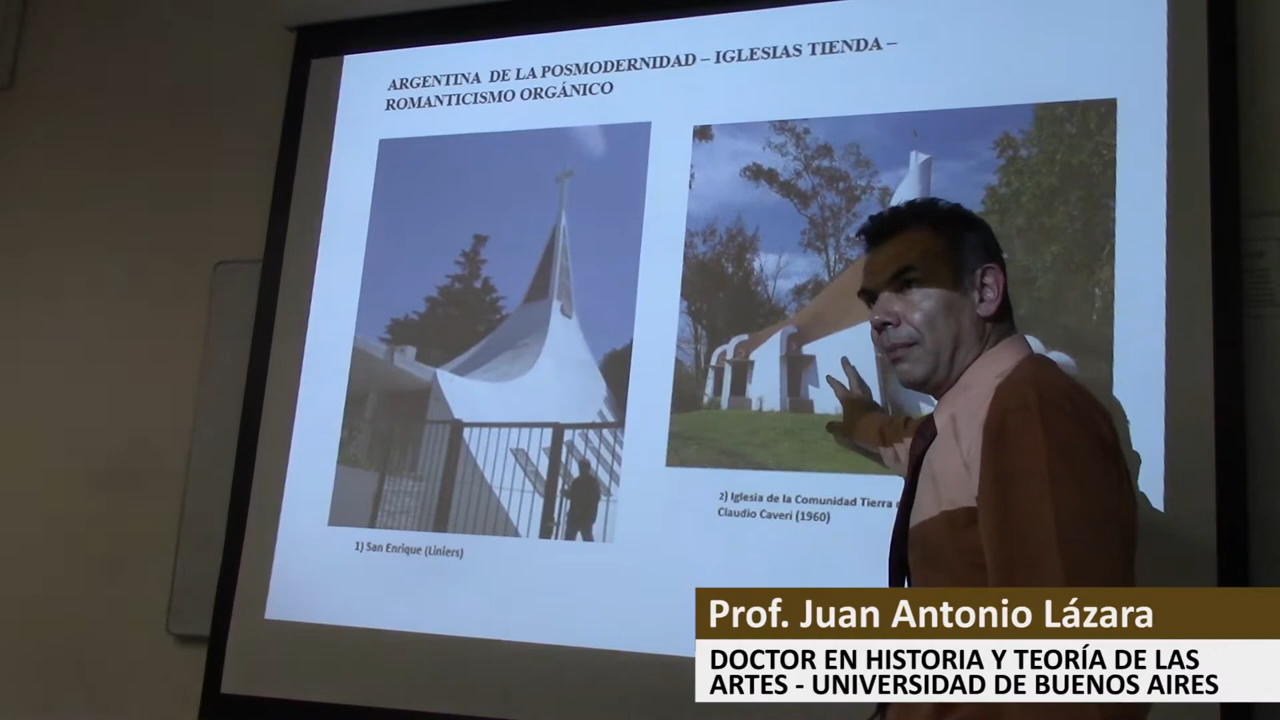 ARGENTINA DE LA POSMODERNIDAD – IGLESIAS TIENDA –
ROMANTICISMO ORGÁNICO
1) San Enrique (Liniers)
2) Iglesia de la Comunidad Tierra
Claudio Caveri (1960)
Prof. Juan Antonio Lázara
DOCTOR EN HISTORIA Y TEORÍA DE LAS
ARTES - UNIVERSIDAD DE BUENOS AIRES